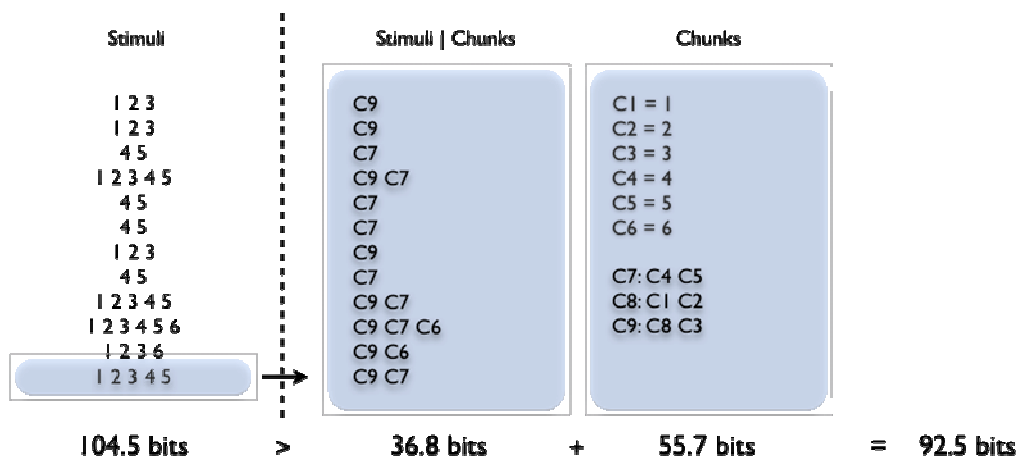 Stimuli Stimuli | Chunks Chunks
1 2 3 C9 C1 = 1
1 2 3 C9 C2 = 2
4 5 C7 C3 = 3
1 2 3 4 5 C9 C7 C4 = 4
4 5 C7 C5 = 5
4 5 C7 C6 = 6
1 2 3 C9
4 5 C7 C7: C4 C5
1 2 3 4 5 C9 C7 C8: C1 C2
1 2 3 4 5 6 C9 C7 C6 C9: C8 C3
1 2 3 6 C9 C6
1 2 3 4 5 C9 C7
104.5 bits > 36.8 bits + 55.7 bits = 92.5 bits